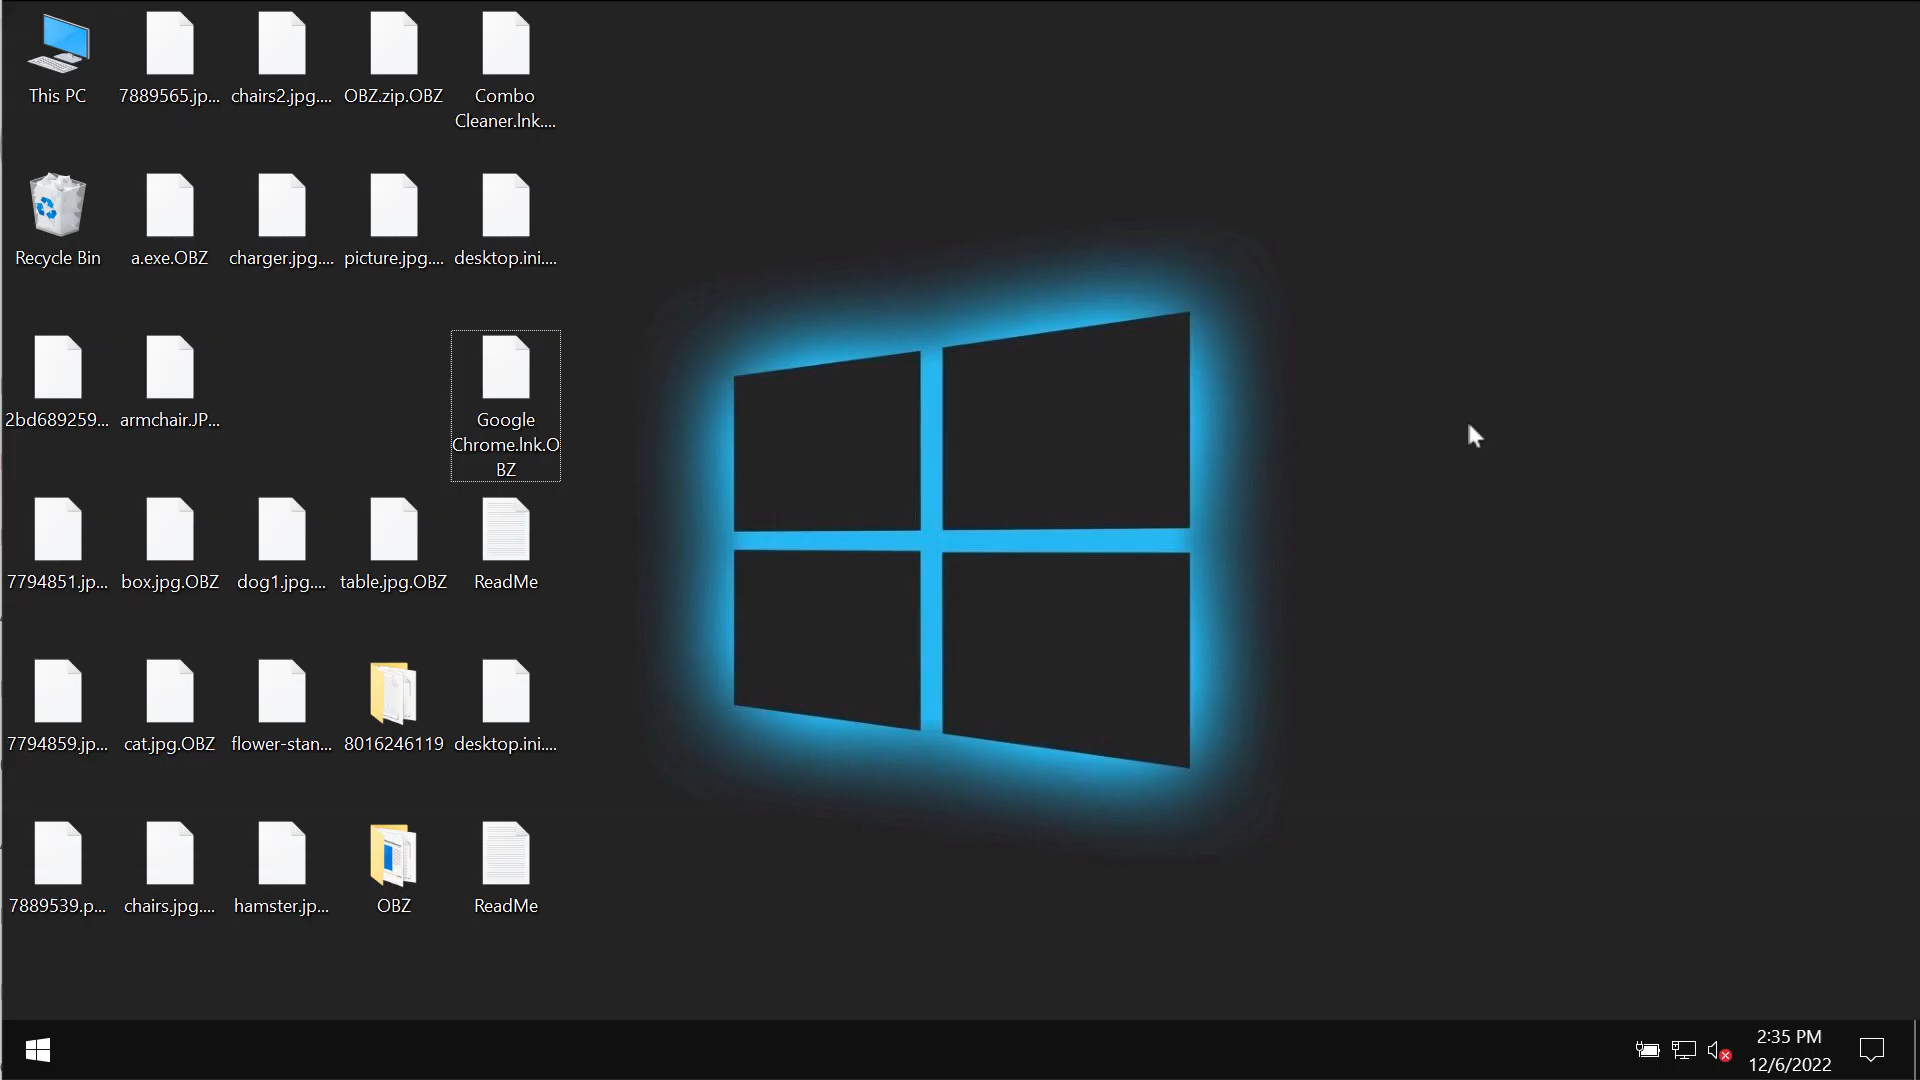 This PC
7889565.jp...
chairs2.jpg....
OBZ.zip.OBZ
Combo
Cleaner.lnk....
Recycle Bin
a.exe.OBZ
charger.jpg....
picture.jpg....
desktop.ini....
2bd689259...
armchair.JP...
Google
Chrome.lnk.O
BZ
7794851.jp...
box.jpg.OBZ
dog1.jpg....
table.jpg.OBZ
ReadMe
7794859.jp...
cat.jpg.OBZ
flower-stan...
8016246119
desktop.ini....
7889539.p...
chairs.jpg....
hamster.jp...
OBZ
ReadMe
2:35 PM
12/6/2022